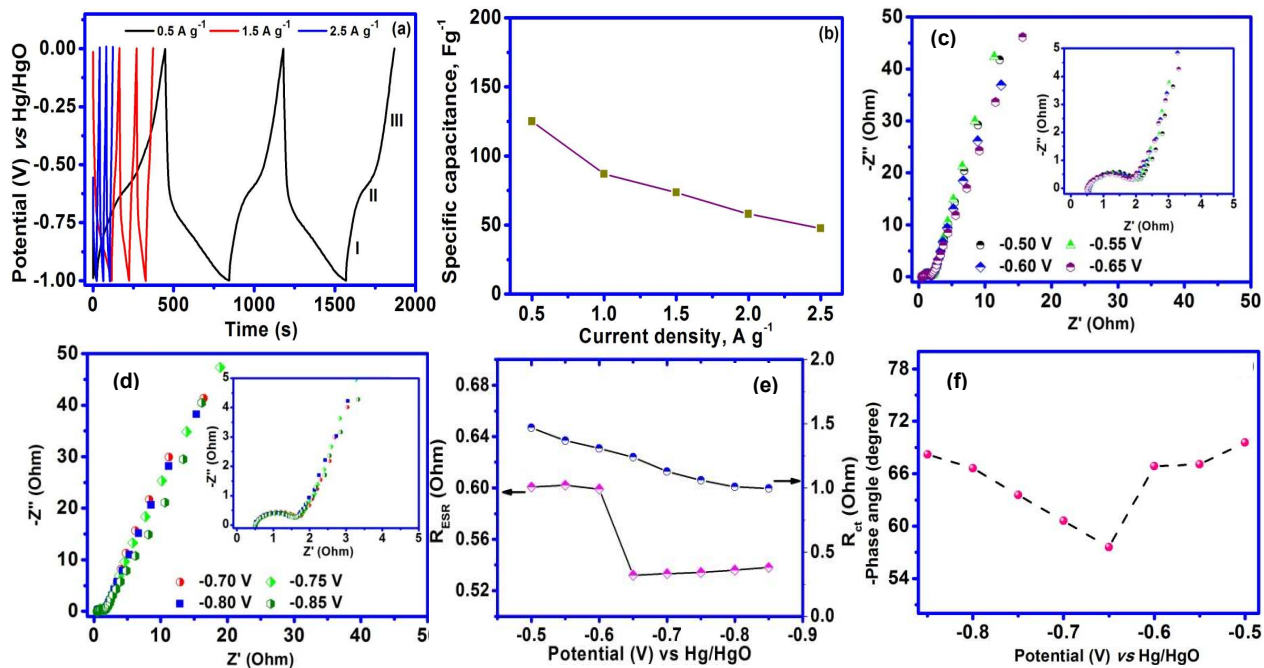 0.5 A g⁻¹ 1.5 A g⁻¹ 2.5 A g⁻¹ (a)
Potential (V) vs Hg/HgO
0.00
-0.25
-0.50
-0.75
-1.00
I
II
III
0 500 1000 1500 2000
Time (s)
(b)
Specific capacitance, Fg⁻¹
200
175
150
125
100
75
50
25
0
0.5 1.0 1.5 2.0 2.5
Current density, A g⁻¹
(c)
-Z" (Ohm)
50
40
30
20
10
0
-Z" (Ohm)
5
4
3
2
1
0
0 1 2 3 4 5
Z' (Ohm)
-0.50 V -0.55 V
-0.60 V -0.65 V
0 10 20 30 40 50
Z' (Ohm)
(d)
-Z" (Ohm)
50
40
30
20
10
0
-Z'' (Ohm)
5
4
3
2
1
0
0 1 2 3 4 5
Z' (Ohm)
-0.70 V -0.75 V
-0.80 V -0.85 V
0 10 20 30 40 50
Z' (Ohm)
(e)
R_ESR (Ohm)
0.68
0.64
0.60
0.56
0.52
2.0
1.5
1.0
0.5
0.0
R_ct (Ohm)
-0.5 -0.6 -0.7 -0.8 -0.9
Potential (V) vs Hg/HgO
(f)
-Phase angle (degree)
78
72
66
60
54
-0.8 -0.7 -0.6 -0.5
Potential (V) vs Hg/HgO